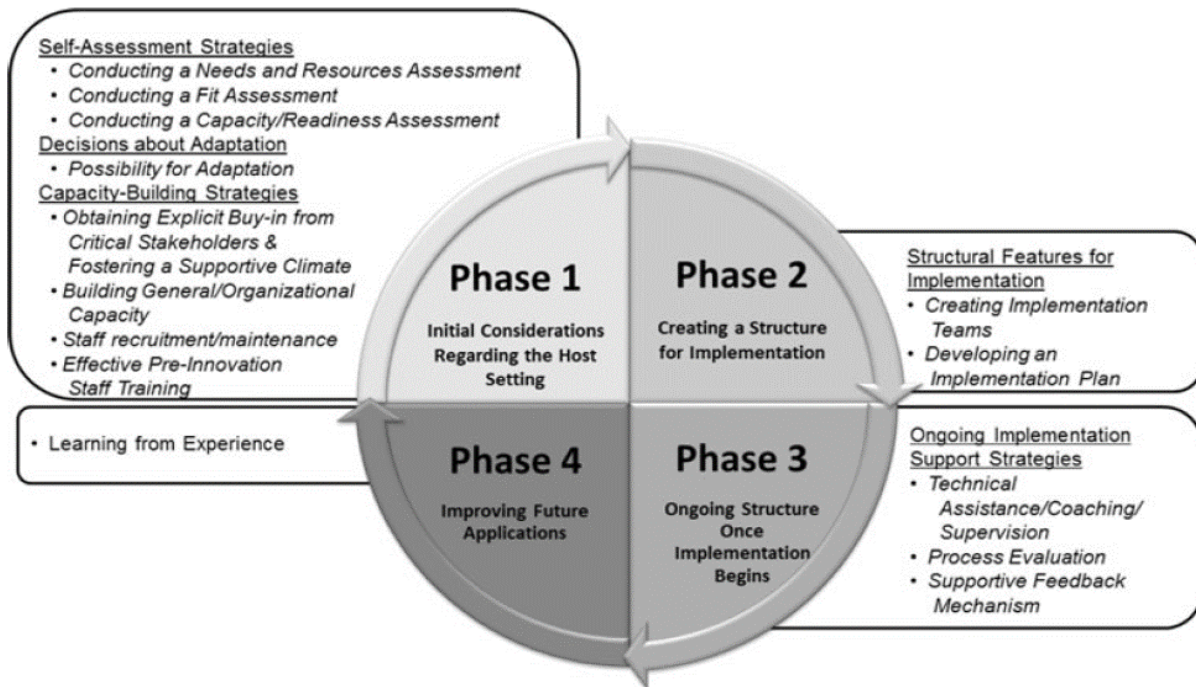 Self-Assessment Strategies
• Conducting a Needs and Resources Assessment
• Conducting a Fit Assessment
• Conducting a Capacity/Readiness Assessment
Decisions about Adaptation
• Possibility for Adaptation
Capacity-Building Strategies
• Obtaining Explicit Buy-in from
Critical Stakeholders &
Fostering a Supportive Climate
• Building General/Organizational
Capacity
• Staff recruitment/maintenance
• Effective Pre-Innovation
Staff Training
Phase 1
Initial Considerations
Regarding the Host
Setting
Phase 2
Creating a Structure
for Implementation
Structural Features for
Implementation
• Creating Implementation
Teams
• Developing an
Implementation Plan
• Learning from Experience
Phase 4
Improving Future
Applications
Phase 3
Ongoing Structure
Once
Implementation
Begins
Ongoing Implementation
Support Strategies
• Technical
Assistance/Coaching/
Supervision
• Process Evaluation
• Supportive Feedback
Mechanism